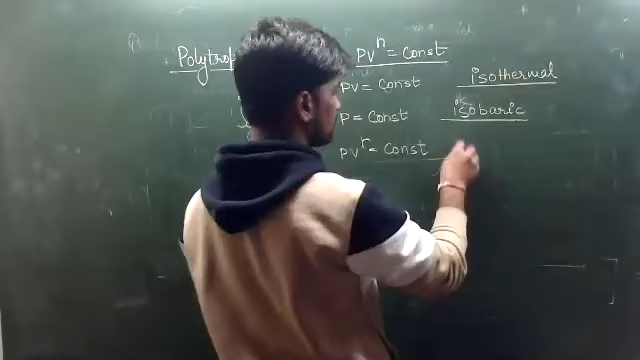 Polytrop PVⁿ = Const
PV = Const isothermal
P = Const isobaric
PVʳ = Const